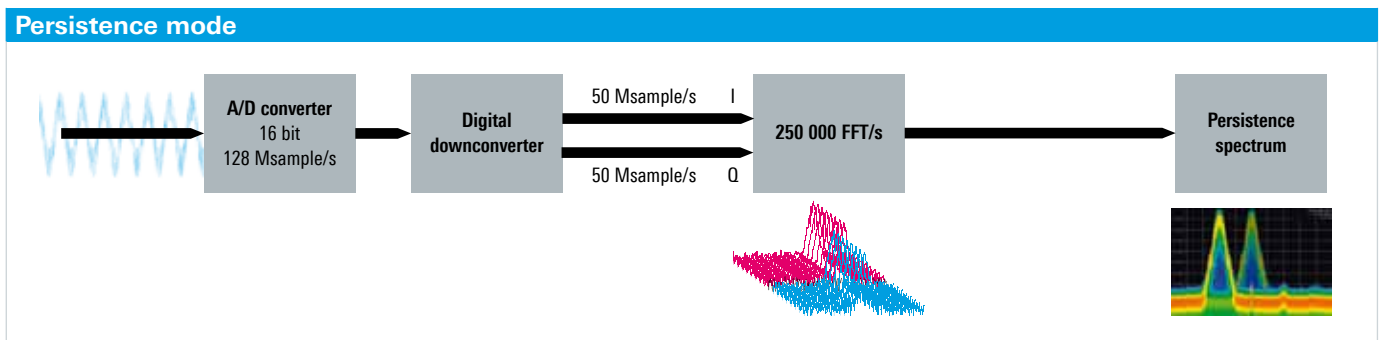 Persistence mode
A/D converter
16 bit
128 Msample/s
Digital
downconverter
50 Msample/s I
50 Msample/s Q
250 000 FFT/s
Persistence
spectrum